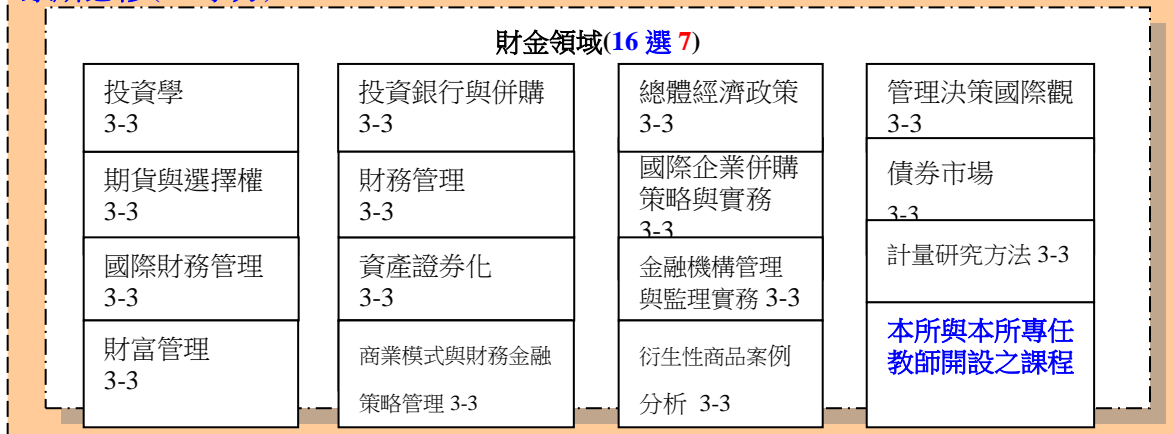 財金領域(16 選 7)
投資學
3-3
投資銀行與併購
3-3
總體經濟政策
3-3
管理決策國際觀
3-3
期貨與選擇權
3-3
財務管理
3-3
國際企業併購
策略與實務
3-3
債券市場
3-3
國際財務管理
3-3
資產證券化
3-3
金融機構管理
與監理實務 3-3
計量研究方法 3-3
財富管理
3-3
商業模式與財務金融
策略管理 3-3
衍生性商品案例
分析 3-3
本所與本所專任
教師開設之課程